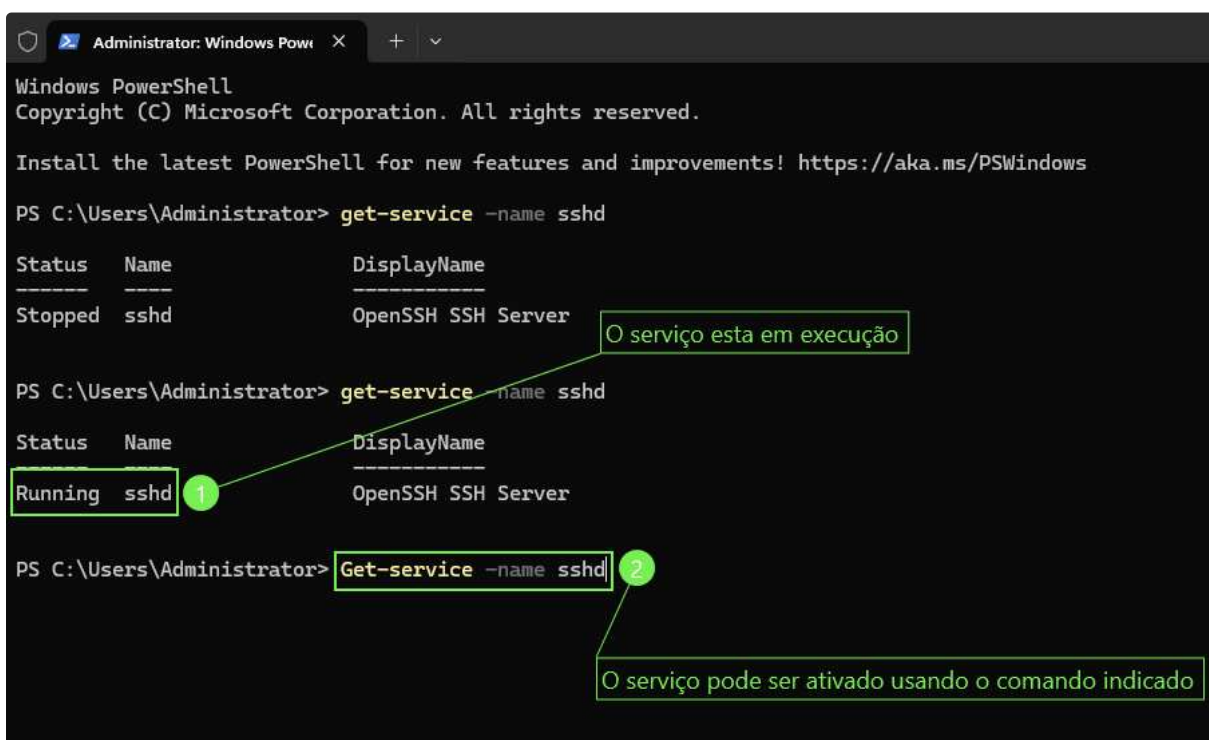 Administrator: Windows Powe
Windows PowerShell
Copyright (C) Microsoft Corporation. All rights reserved.
Install the latest PowerShell for new features and improvements! https://aka.ms/PSWindows
PS C:\Users\Administrator> get-service -name sshd
Status Name DisplayName
------ ---- -----------
Stopped sshd OpenSSH SSH Server
O serviço esta em execução
PS C:\Users\Administrator> get-service -name sshd
Status Name DisplayName
------ ---- -----------
Running sshd 1 OpenSSH SSH Server
PS C:\Users\Administrator> Get-service -name sshd 2
O serviço pode ser ativado usando o comando indicado